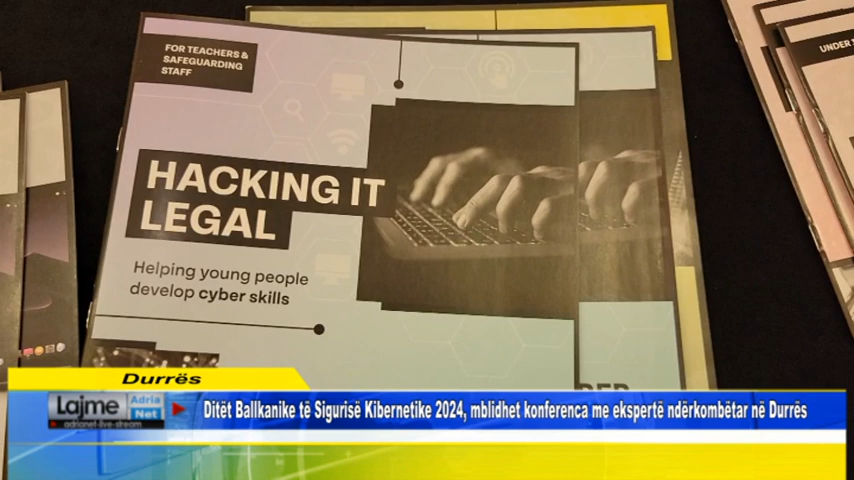 FOR TEACHERS &
SAFEGUARDING
STAFF
UNDER
HACKING IT
LEGAL
Helping young people
develop cyber skills
Durrës
Lajme
Adria
Net
adrianet-live-stream
Ditët Ballkanike të Sigurisë Kibernetike 2024, mblidhet konferenca me ekspertë ndërkombëtar në Durrës